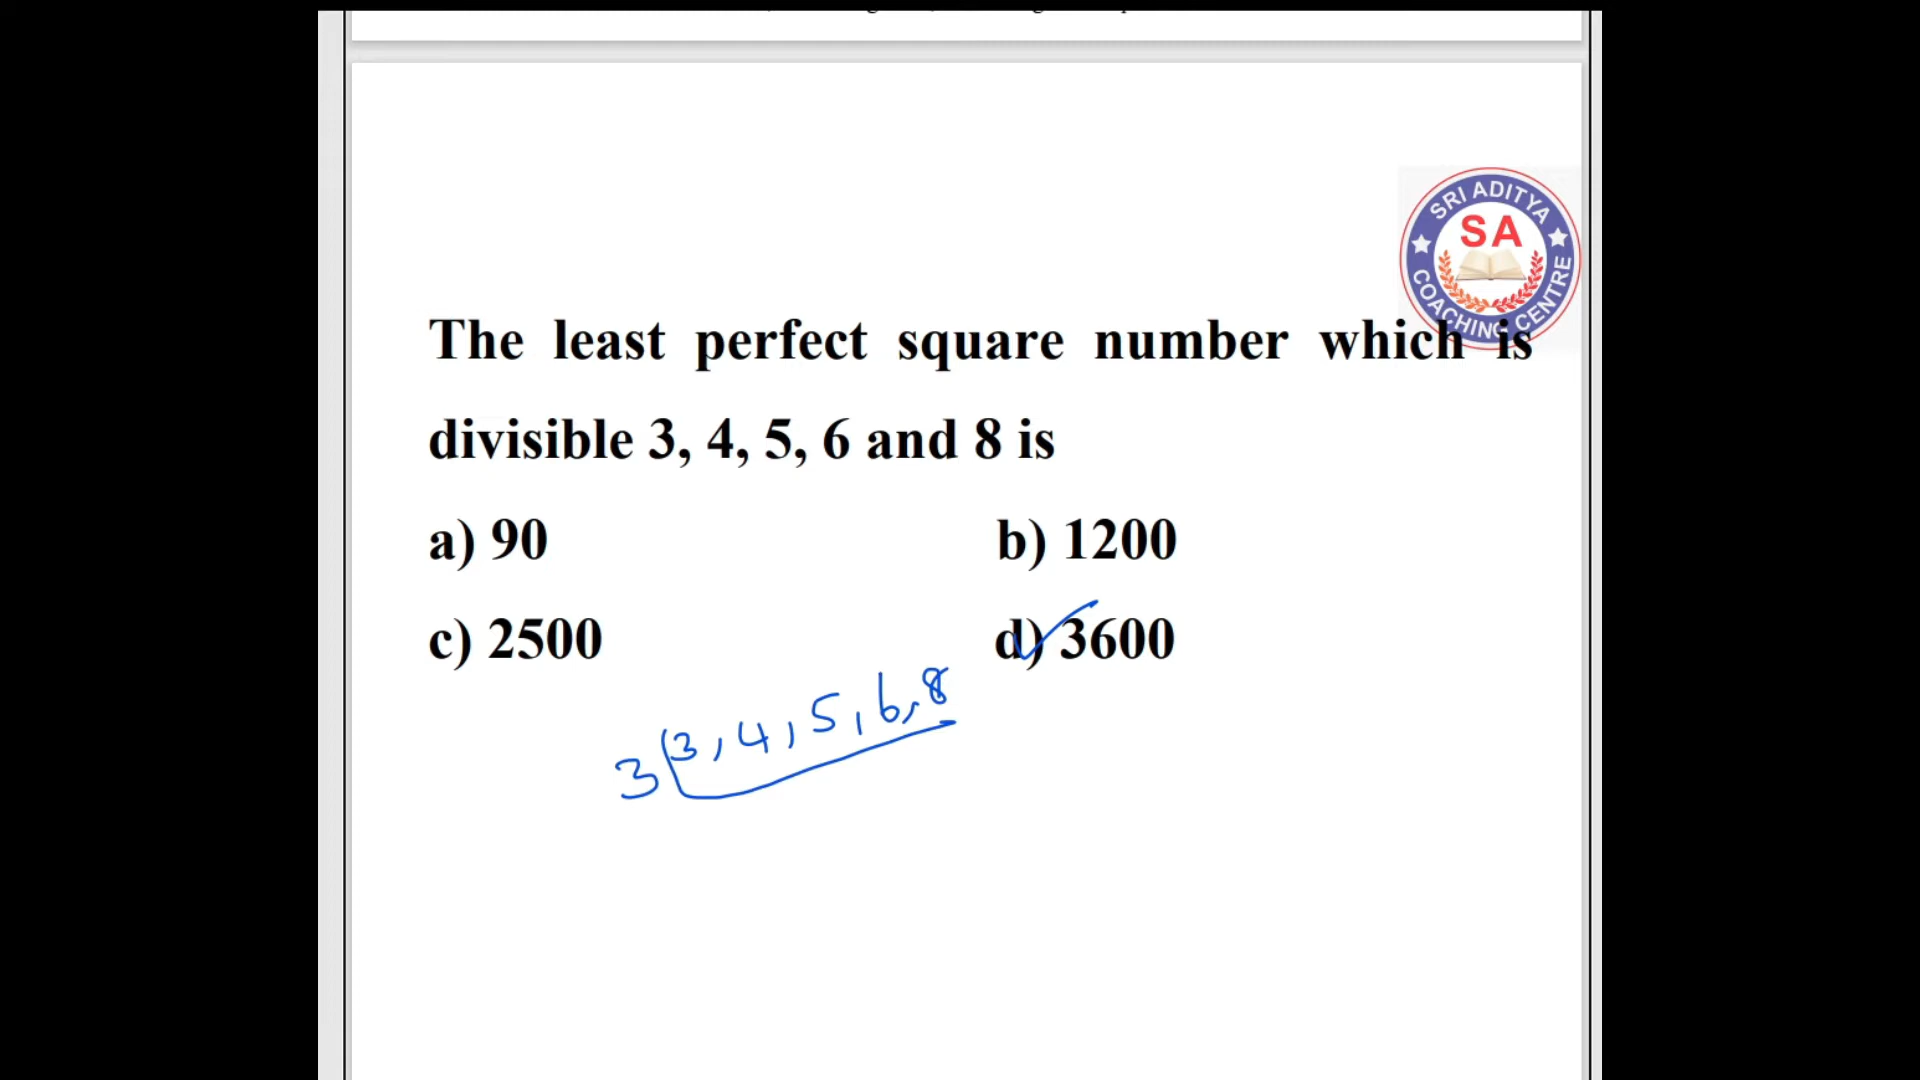 SRI ADITYA
SA
COACHING CENTRE
The least perfect square number which is
divisible 3, 4, 5, 6 and 8 is
a) 90 b) 1200
c) 2500 d) 3600
3 3, 4, 5, 6, 8